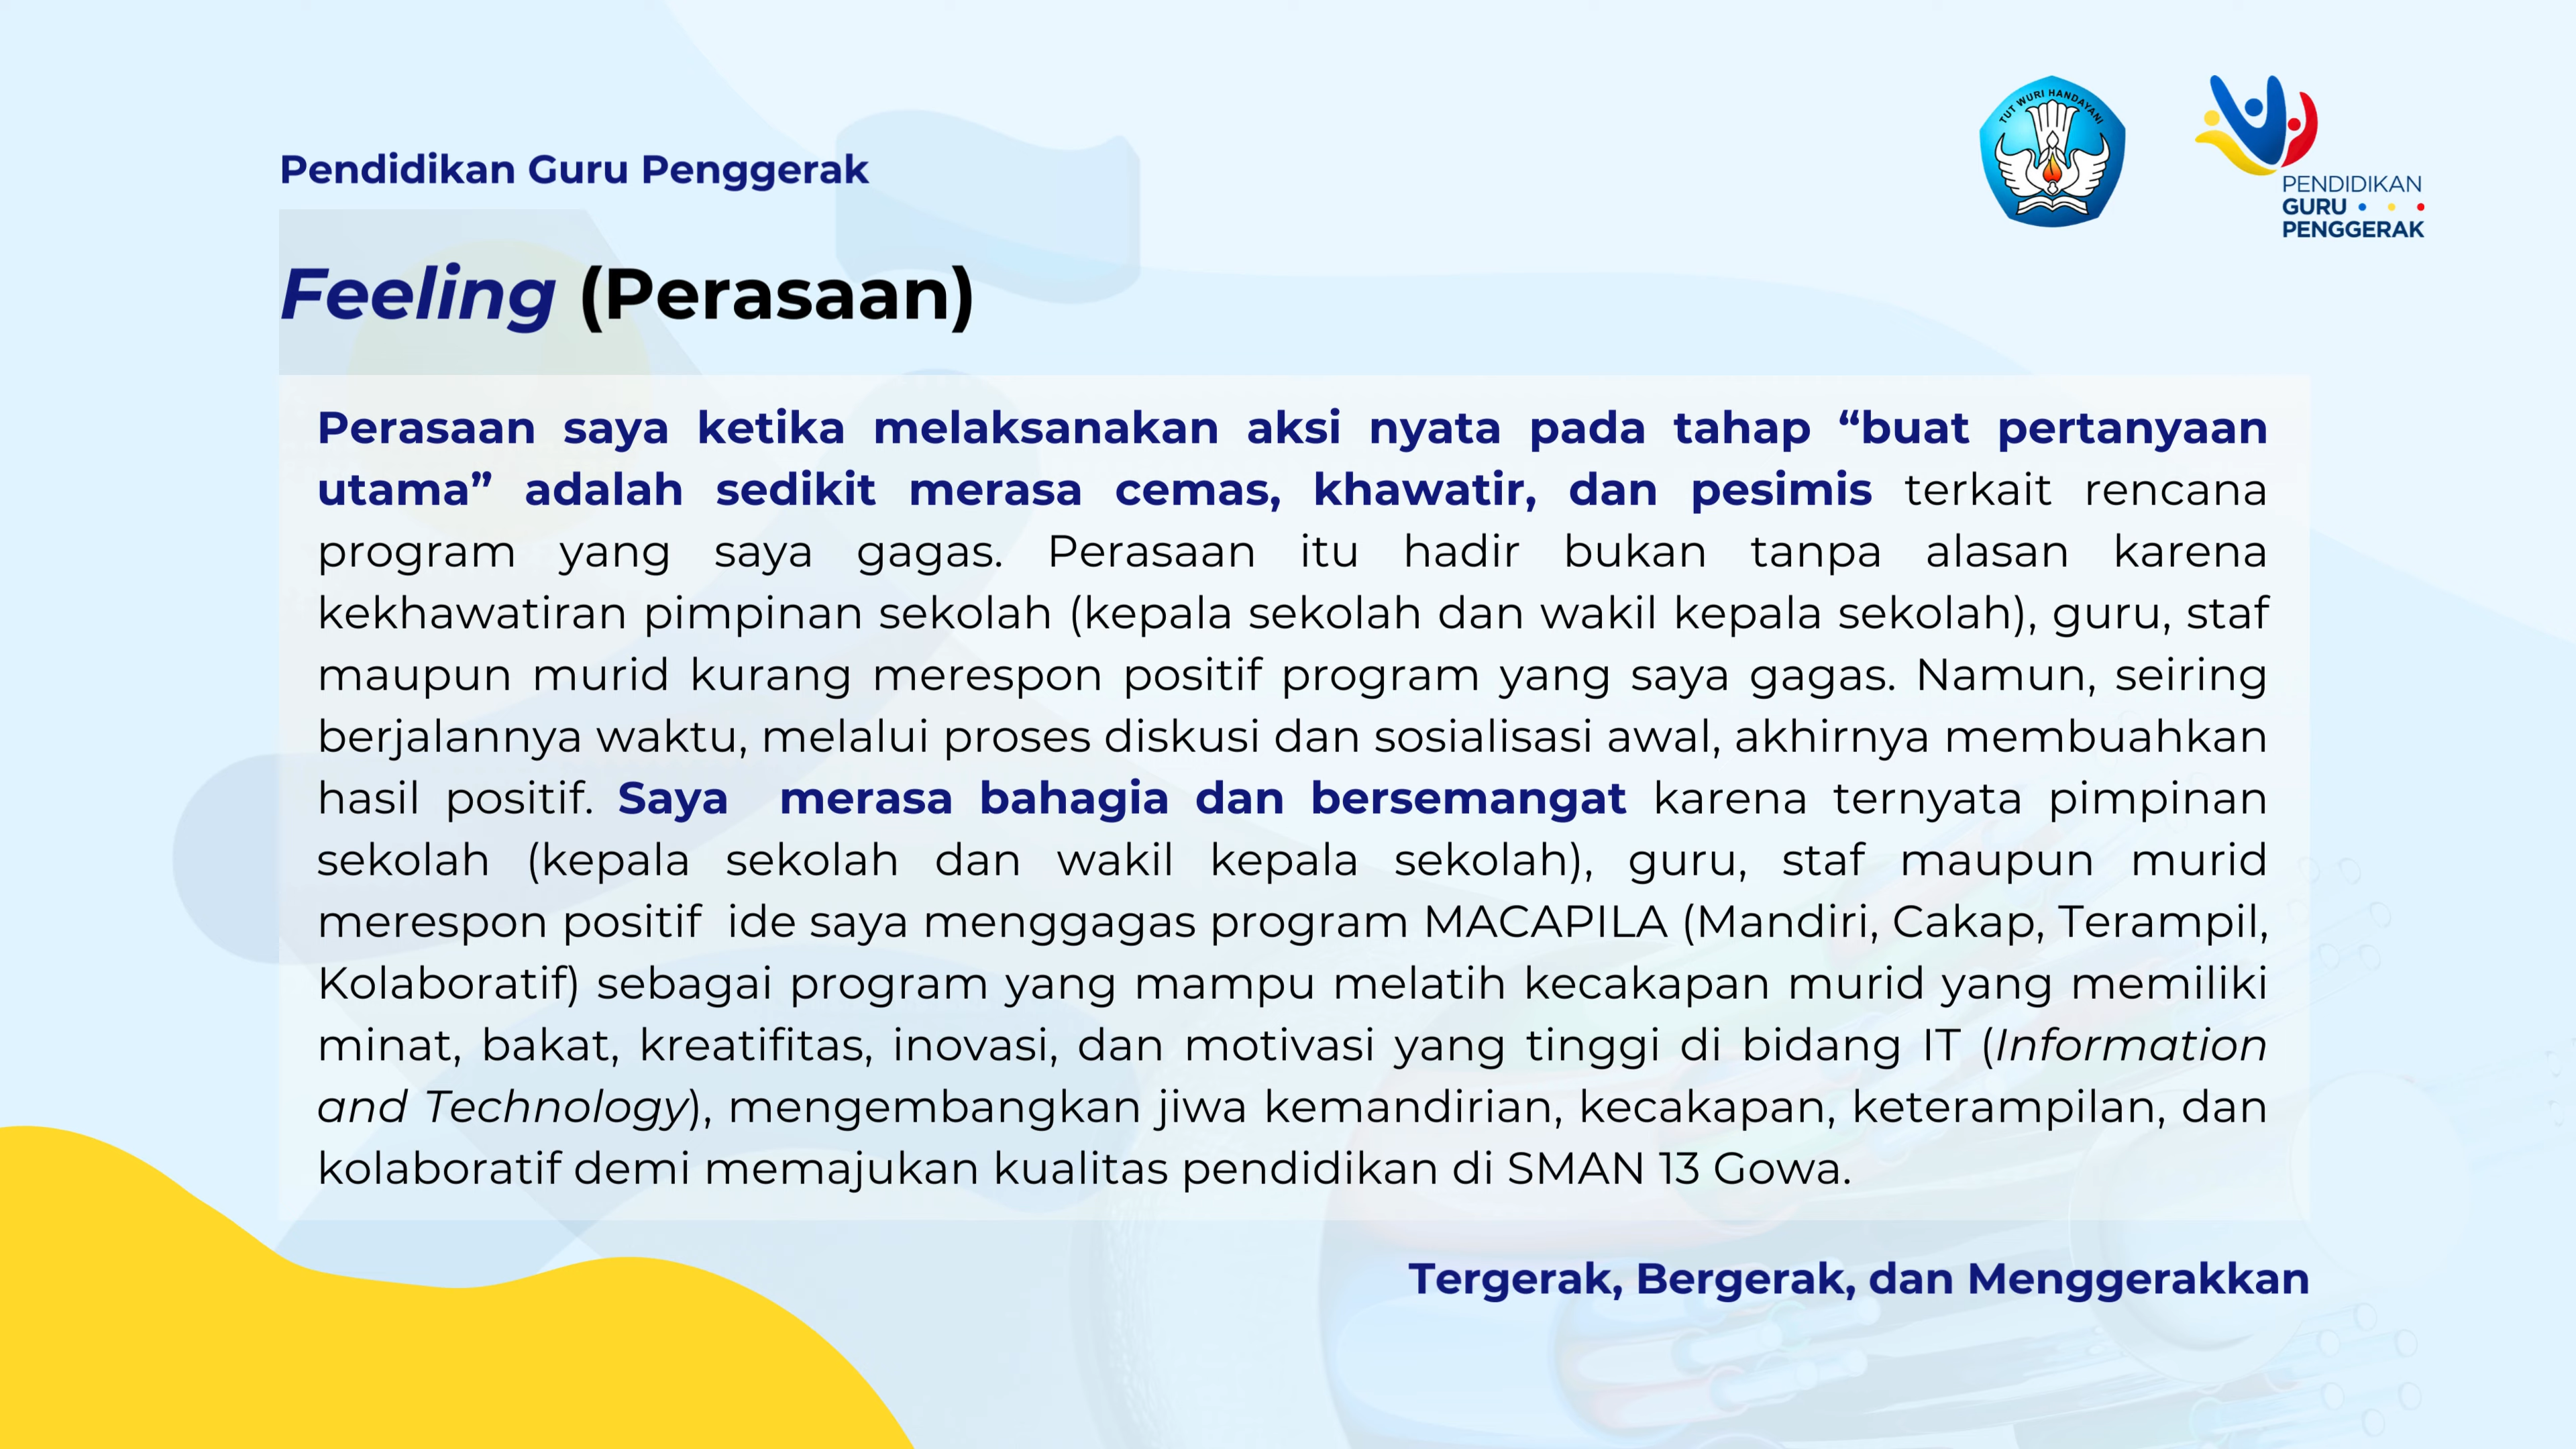 TUT WURI HANDAYANI
PENDIDIKAN
GURU
PENGGERAK
Pendidikan Guru Penggerak
Feeling (Perasaan)
Perasaan saya ketika melaksanakan aksi nyata pada tahap “buat pertanyaan
utama” adalah sedikit merasa cemas, khawatir, dan pesimis terkait rencana
program yang saya gagas. Perasaan itu hadir bukan tanpa alasan karena
kekhawatiran pimpinan sekolah (kepala sekolah dan wakil kepala sekolah), guru, staf
maupun murid kurang merespon positif program yang saya gagas. Namun, seiring
berjalannya waktu, melalui proses diskusi dan sosialisasi awal, akhirnya membuahkan
hasil positif. Saya merasa bahagia dan bersemangat karena ternyata pimpinan
sekolah (kepala sekolah dan wakil kepala sekolah), guru, staf maupun murid
merespon positif ide saya menggagas program MACAPILA (Mandiri, Cakap, Terampil,
Kolaboratif) sebagai program yang mampu melatih kecakapan murid yang memiliki
minat, bakat, kreatifitas, inovasi, dan motivasi yang tinggi di bidang IT (Information
and Technology), mengembangkan jiwa kemandirian, kecakapan, keterampilan, dan
kolaboratif demi memajukan kualitas pendidikan di SMAN 13 Gowa.
Tergerak, Bergerak, dan Menggerakkan